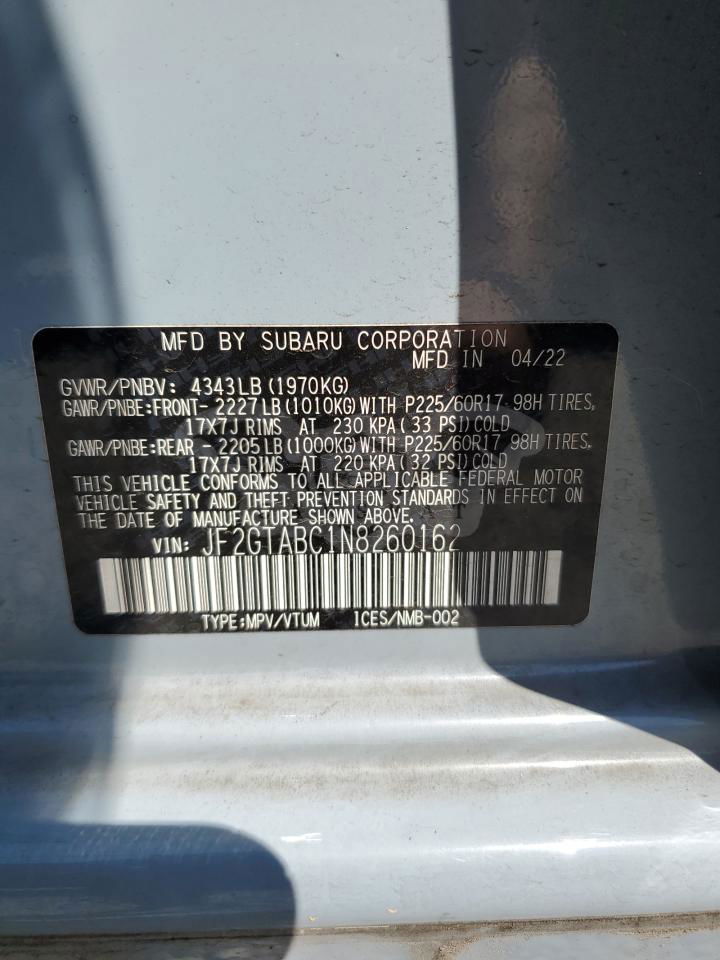 MFD BY SUBARU CORPORATION
MFD IN 04/22
GVWR/PNBV: 4343LB (1970KG)
GAWR/PNBE:FRONT- 2227LB (1010KG) WITH P225/60R17 98H TIRES,
17X7J RIMS AT 230 KPA (33 PSI) COLD
GAWR/PNBE:REAR - 2205LB (1000KG) WITH P225/60R17 98H TIRES,
17X7J RIMS AT 220 KPA (32 PSI) COLD
THIS VEHICLE CONFORMS TO ALL APPLICABLE FEDERAL MOTOR
VEHICLE SAFETY AND THEFT PREVENTION STANDARDS IN EFFECT ON
THE DATE OF MANUFACTURE SHOWN ABOVE.
VIN: JF2GTABC1N8260162
TYPE:MPV/VTUM ICES/NMB-002